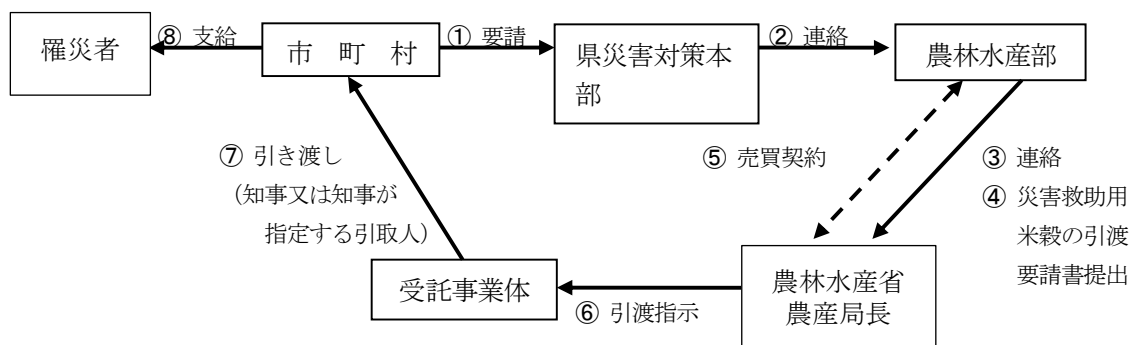 罹災者
⑧ 支給
市 町 村
① 要請
県災害対策本
部
② 連絡
農林水産部
⑦ 引き渡し
（知事又は知事が
指定する引取人）
⑤ 売買契約
③ 連絡
④ 災害救助用
米穀の引渡
要請書提出
受託事業体
⑥ 引渡指示
農林水産省
農産局長